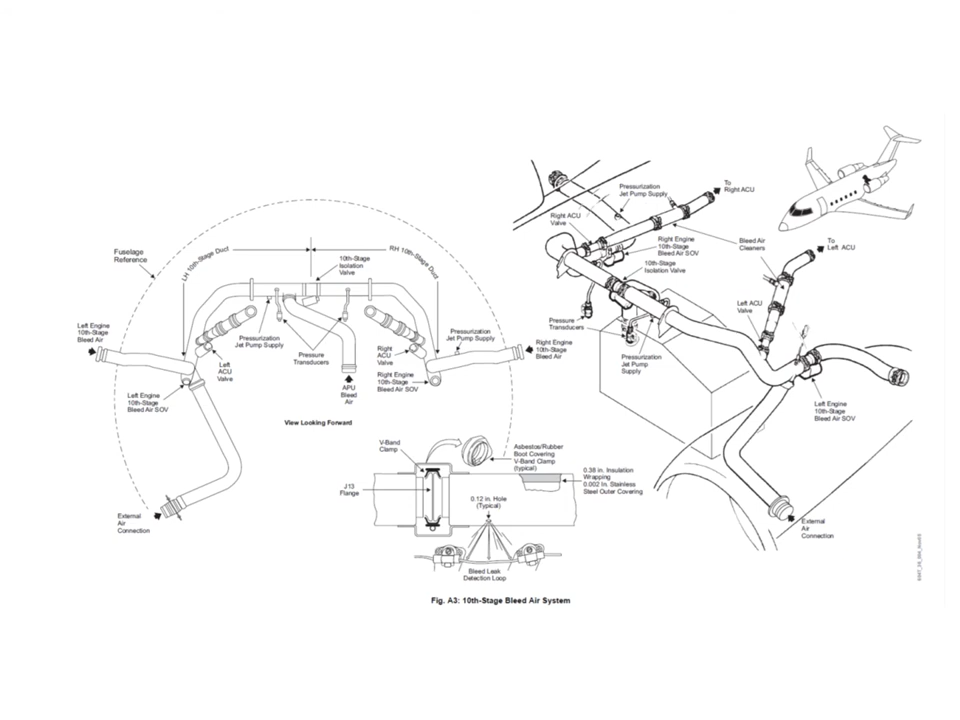 Fuselage
Reference
LH 10th-Stage Duct
RH 10th-Stage Duct
10th-Stage
Isolation
Valve
Left Engine
10th-Stage
Bleed Air
Pressurization
Jet Pump Supply
Pressurization
Jet Pump Supply
Right
ACU
Valve
Left
ACU
Valve
Pressure
Transducers
Right Engine
10th-Stage
Bleed Air
Right Engine
10th-Stage
Bleed Air SOV
Left Engine
10th-Stage
Bleed Air SOV
APU
Bleed
Air
View Looking Forward
External
Air
Connection
V-Band
Clamp
Asbestos/Rubber
Boot Covering
V-Band Clamp
(typical)
J13
Flange
0.12 in. Hole
(Typical)
0.38 in. Insulation
Wrapping
0.002 in. Stainless
Steel Outer Covering
Bleed Leak
Detection Loop
Pressurization
Jet Pump Supply
To
Right ACU
Right ACU
Valve
Right Engine
10th-Stage
Bleed Air SOV
10th-Stage
Isolation Valve
Bleed Air
Cleaners
To
Left ACU
Left ACU
Valve
Pressure
Transducers
Pressurization
Jet Pump
Supply
Left Engine
10th-Stage
Bleed Air SOV
External
Air
Connection
Fig. A3: 10th-Stage Bleed Air System